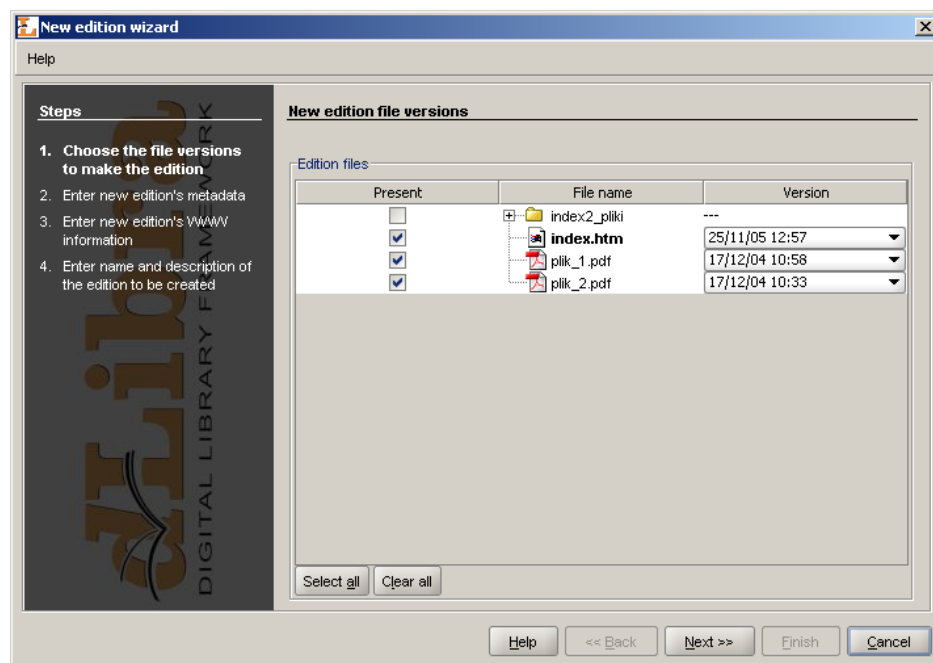 New edition wizard
Help
Steps
1. Choose the file versions
to make the edition
2. Enter new edition's metadata
3. Enter new edition's WWW
information
4. Enter name and description of
the edition to be created
dLibra
DIGITAL LIBRARY FRAMEWORK
New edition file versions
Edition files
Present File name Version
index2_pliki ---
index.htm 25/11/05 12:57
plik_1.pdf 17/12/04 10:58
plik_2.pdf 17/12/04 10:33
Select all Clear all
Help << Back Next >> Finish Cancel